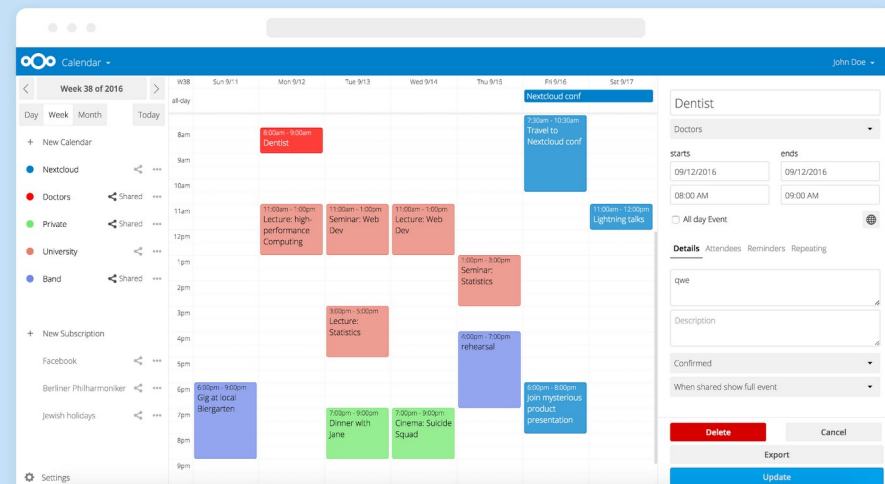 Calendar
John Doe
Week 38 of 2016
Day Week Month Today
+ New Calendar
Nextcloud
Doctors Shared
Private Shared
University
Band Shared
+ New Subscription
Facebook
Berliner Philharmoniker
Jewish holidays
Settings
W38 Sun 9/11 Mon 9/12 Tue 9/13 Wed 9/14 Thu 9/15 Fri 9/16 Sat 9/17
all-day
Nextcloud conf
8am
9am
10am
11am
12pm
1pm
2pm
3pm
4pm
5pm
6pm
7pm
8pm
9pm
6:00pm - 9:00pm
Gig at local
Biergarten
8:00am - 9:00am
Dentist
11:00am - 1:00pm
Lecture: high-
performance
Computing
11:00am - 1:00pm
Seminar: Web
Dev
3:00pm - 5:00pm
Lecture:
Statistics
7:00pm - 9:00pm
Dinner with
Jane
11:00am - 1:00pm
Lecture: Web
Dev
7:00pm - 9:00pm
Cinema: Suicide
Squad
1:00pm - 3:00pm
Seminar:
Statistics
4:00pm - 7:00pm
rehearsal
7:30am - 10:30am
Travel to
Nextcloud conf
6:00pm - 8:00pm
Join mysterious
product
presentation
11:00am - 12:00pm
Lightning talks
Dentist
Doctors
starts ends
09/12/2016 09/12/2016
08:00 AM 09:00 AM
All day Event
Details Attendees Reminders Repeating
qwe
Description
Confirmed
When shared show full event
Delete Cancel
Export
Update